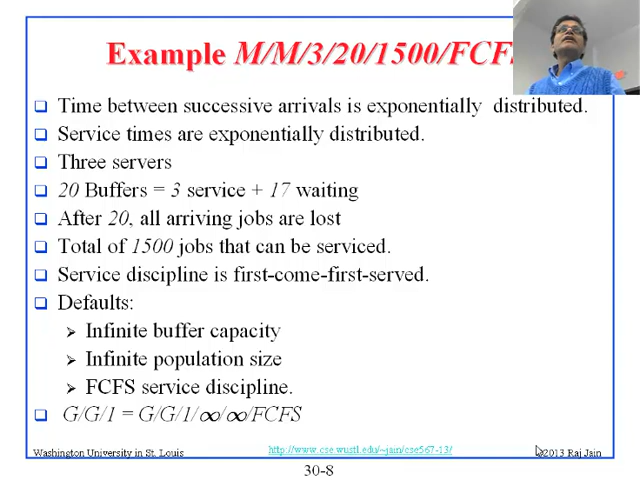 Example M/M/3/20/1500/FCFS
Time between successive arrivals is exponentially distributed.
Service times are exponentially distributed.
Three servers
20 Buffers = 3 service + 17 waiting
After 20, all arriving jobs are lost
Total of 1500 jobs that can be serviced.
Service discipline is first-come-first-served.
Defaults:
Infinite buffer capacity
Infinite population size
FCFS service discipline.
G/G/1 = G/G/1/∞/∞/FCFS
Washington University in St. Louis
http://www.cse.wustl.edu/~jain/cse567-13/
©2013 Raj Jain
30-8